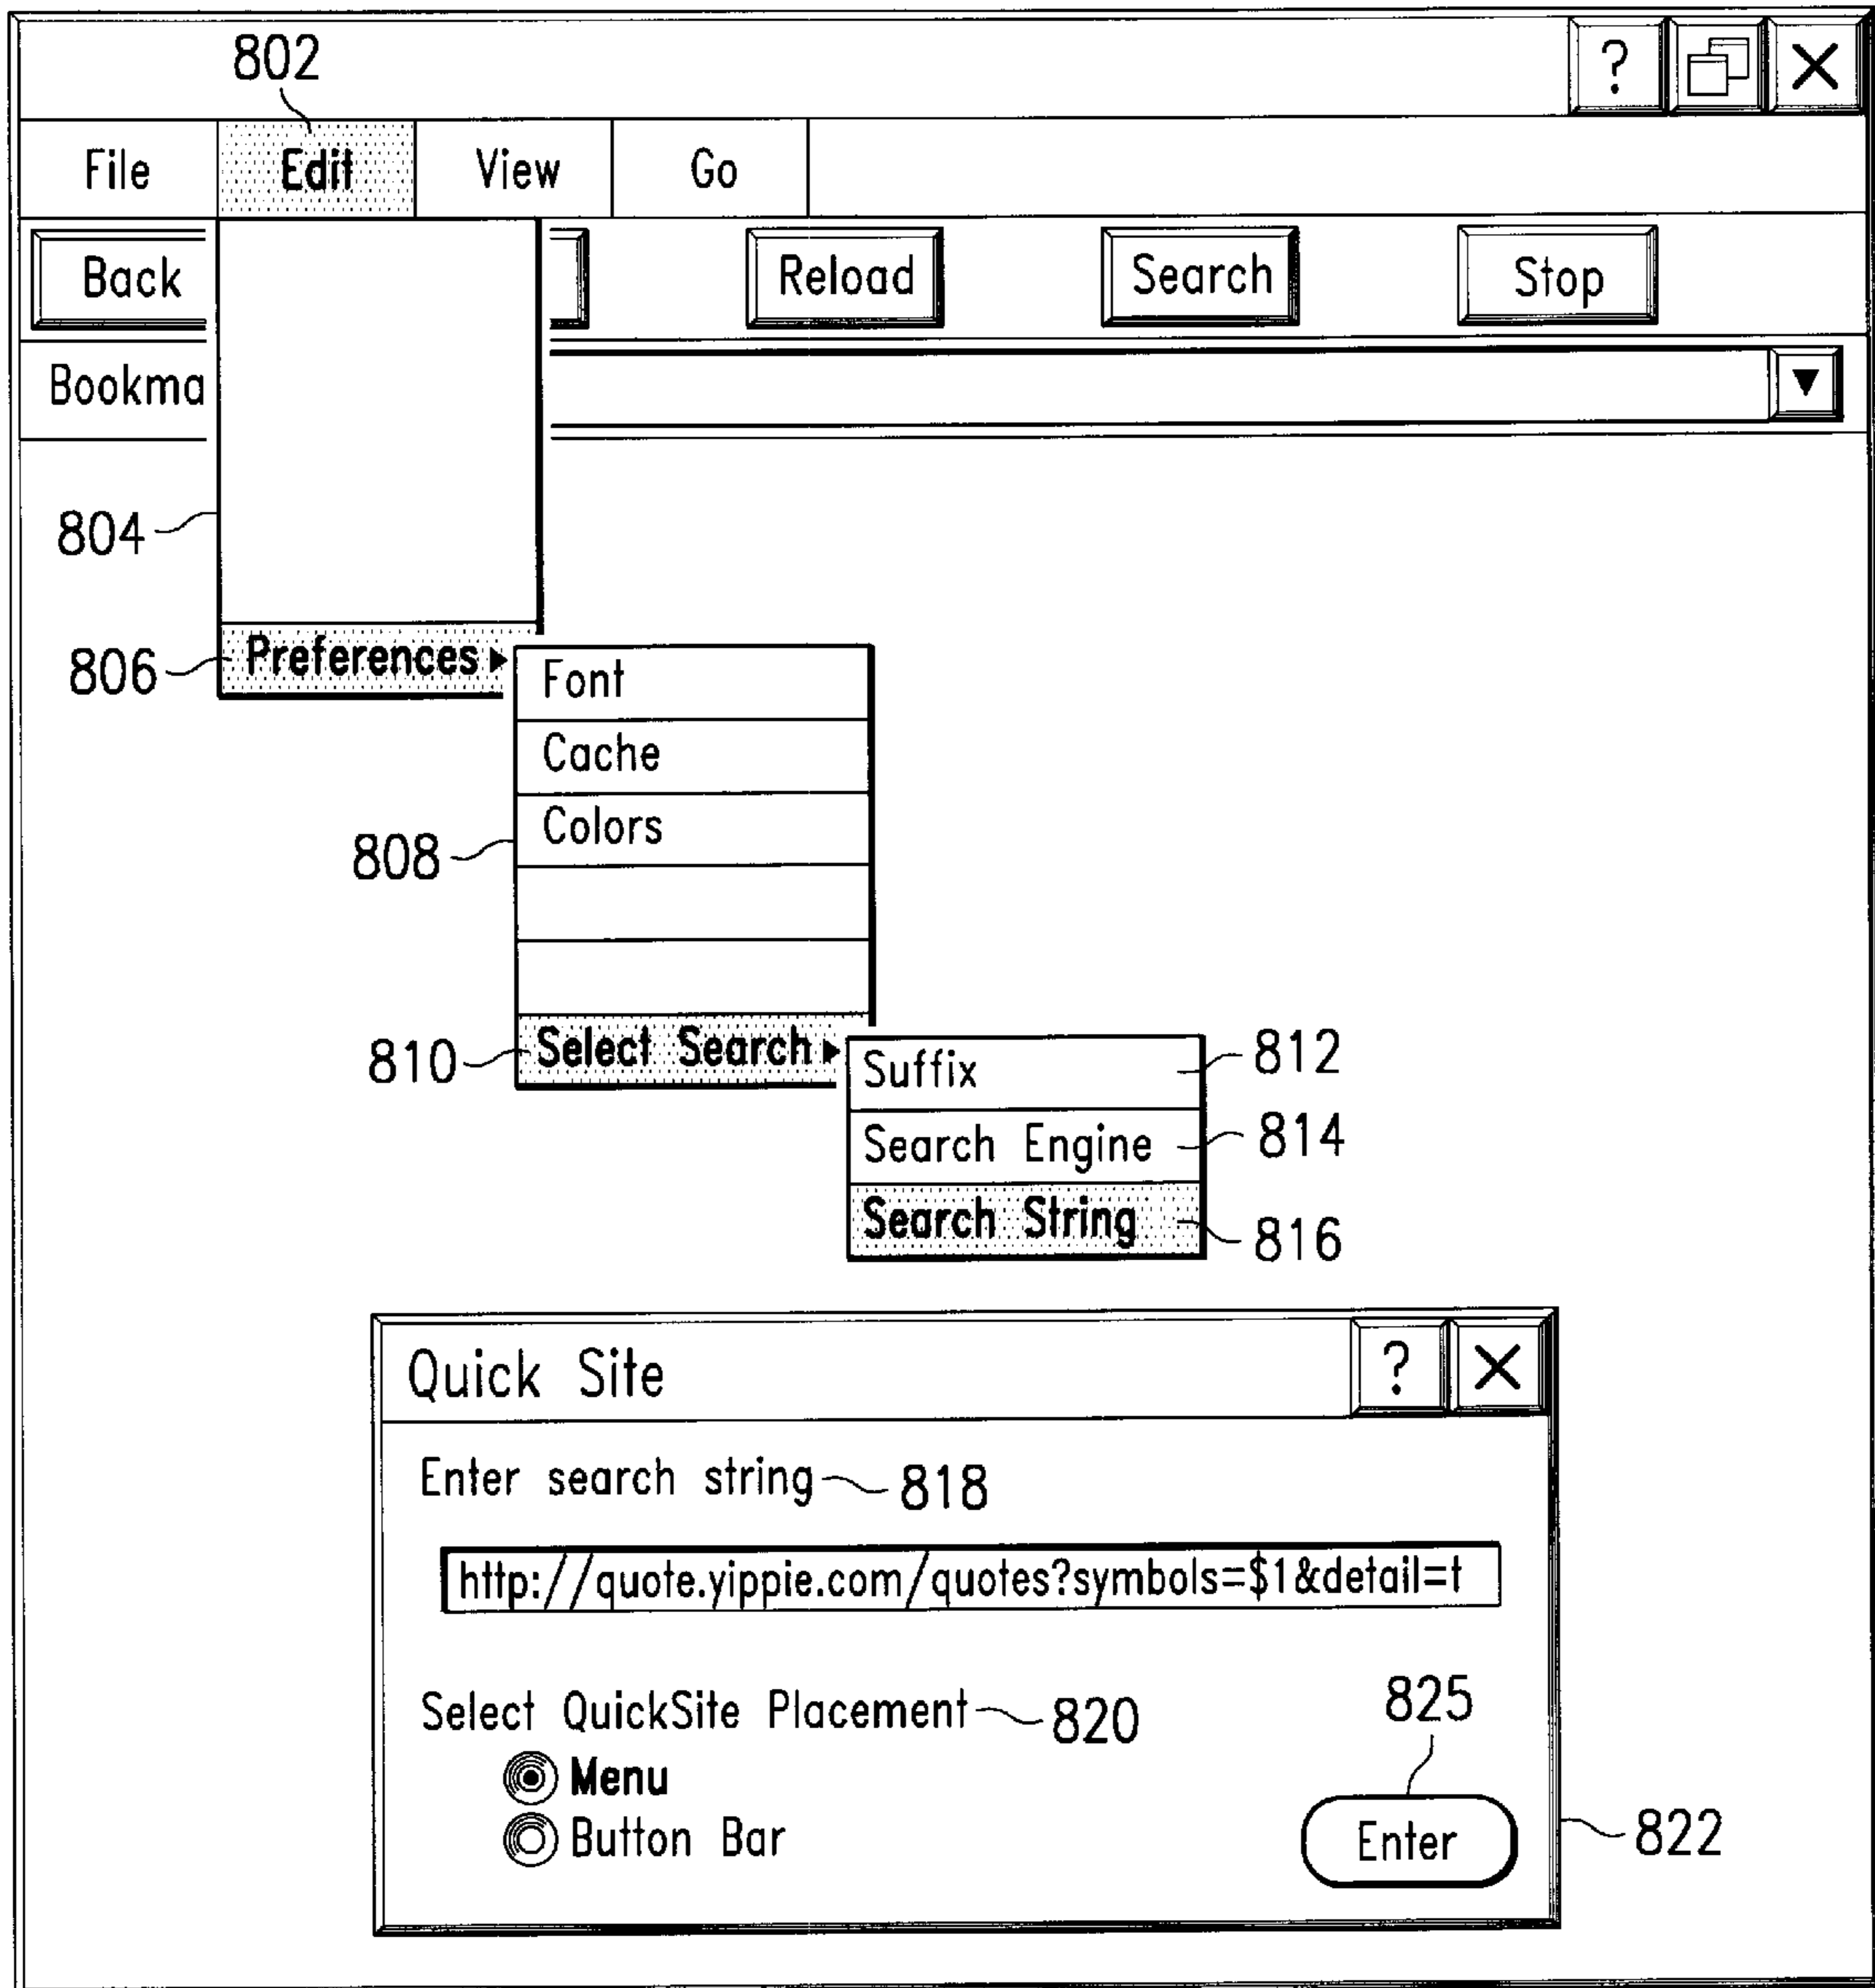 802
?
X
File Edit View Go
Back Reload Search Stop
Bookma
804
806 Preferences
Font
Cache
808 Colors
810 Select Search
Suffix 812
Search Engine 814
Search String 816
Quick Site ? X
Enter search string 818
http://quote.yippie.com/quotes?symbols=$1&detail=t
Select QuickSite Placement 820
825
Menu
Button Bar
Enter 822